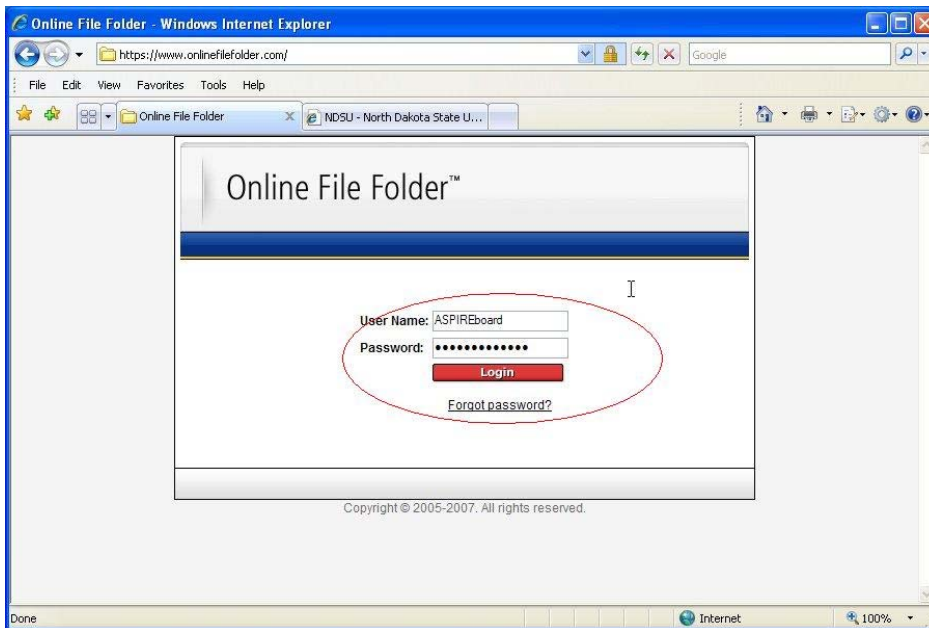 Online File Folder - Windows Internet Explorer
https://www.onlinefilefolder.com/
Google
File Edit View Favorites Tools Help
Online File Folder
NDSU - North Dakota State U...
Online File Folder™
User Name: ASPIREboard
Password: •••••••••••••
Login
Forgot password?
Copyright © 2005-2007. All rights reserved.
Done Internet 100%